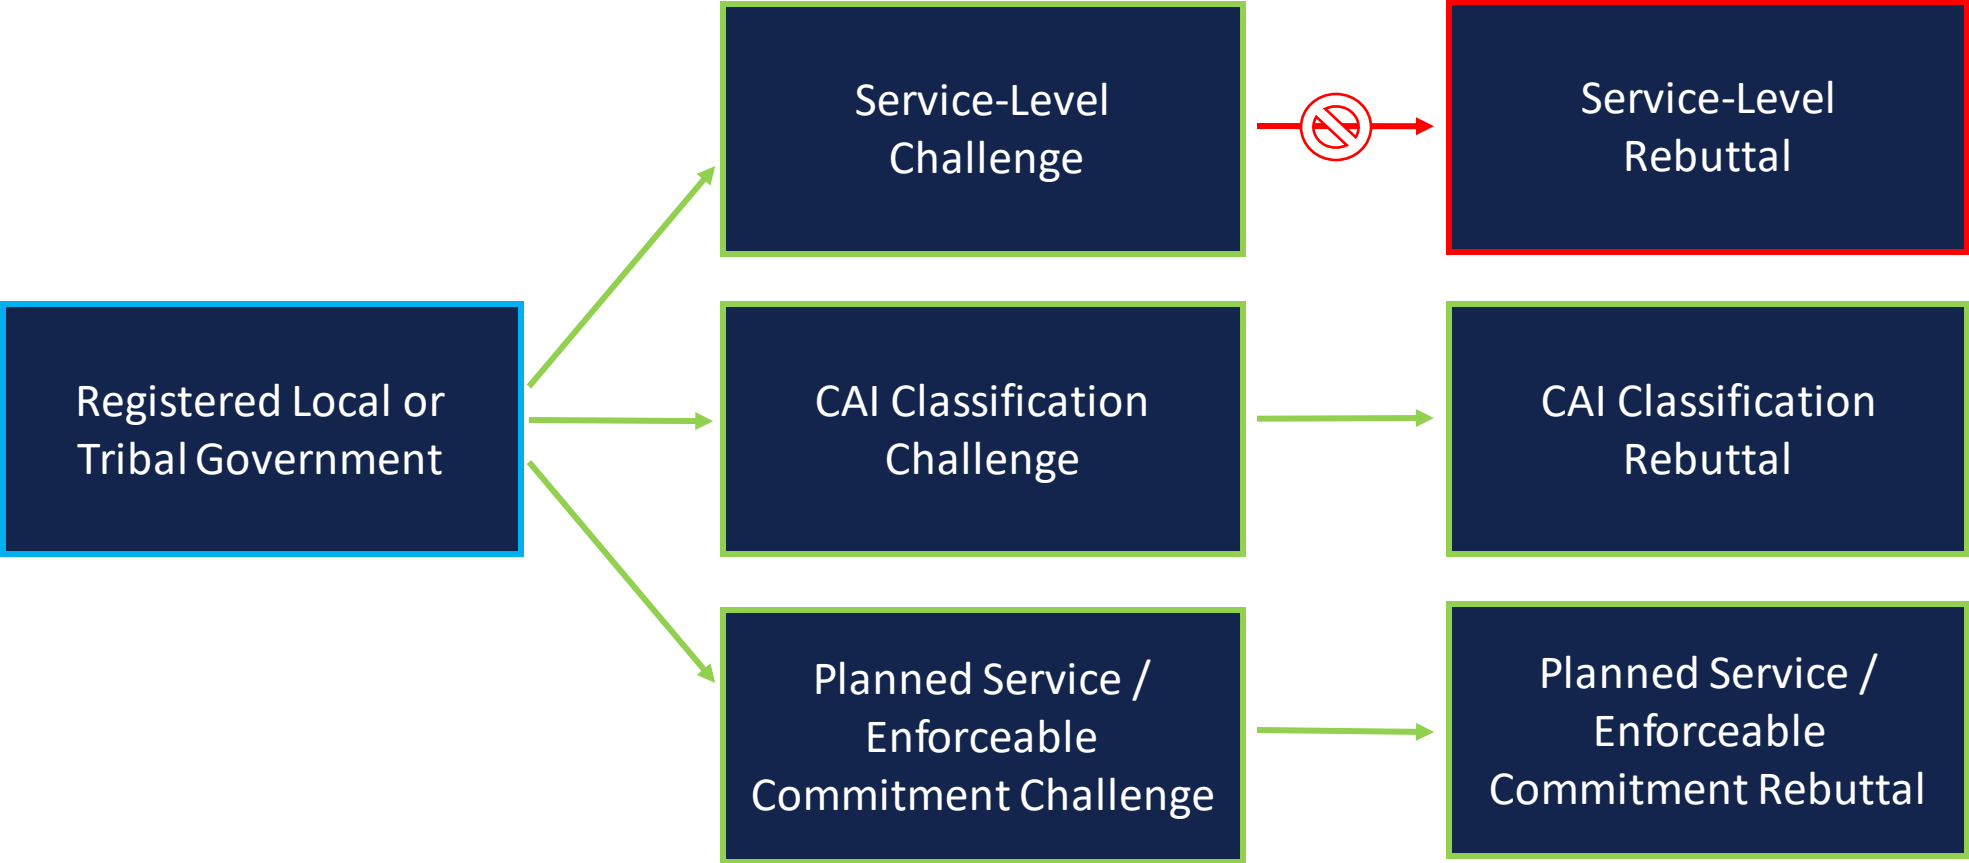 Registered Local or
Tribal Government
Service-Level
Challenge
Service-Level
Rebuttal
CAI Classification
Challenge
CAI Classification
Rebuttal
Planned Service /
Enforceable
Commitment Challenge
Planned Service /
Enforceable
Commitment Rebuttal